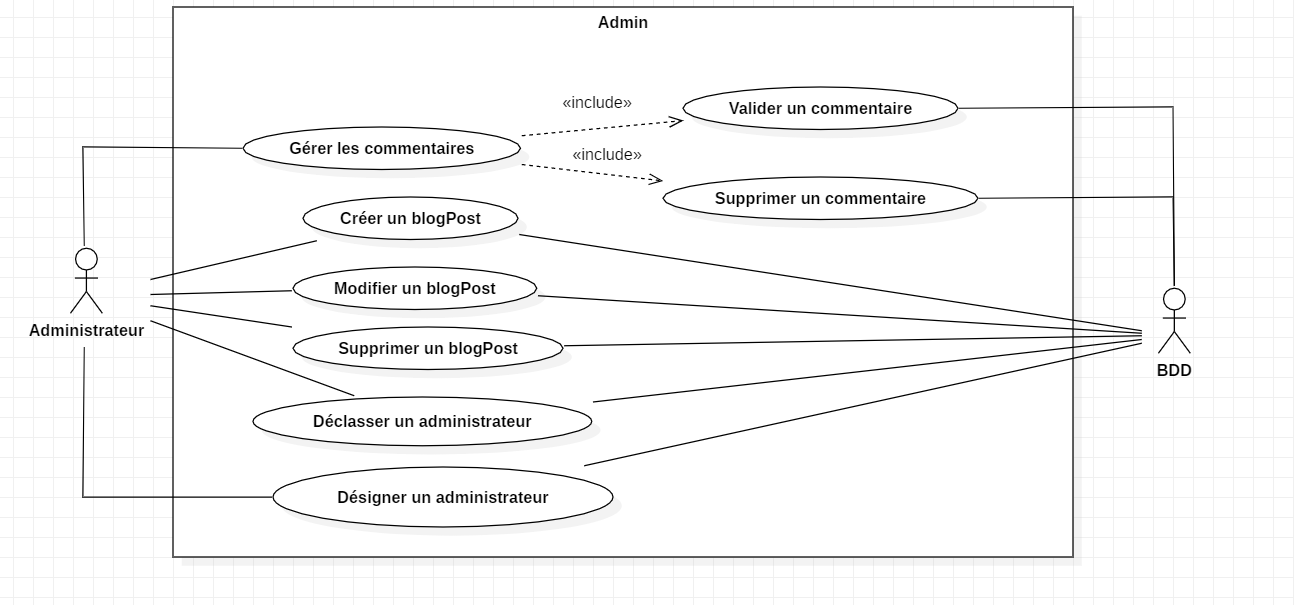 Admin
«include»
Valider un commentaire
Gérer les commentaires
«include»
Supprimer un commentaire
Créer un blogPost
Modifier un blogPost
Administrateur
Supprimer un blogPost
BDD
Déclasser un administrateur
Désigner un administrateur